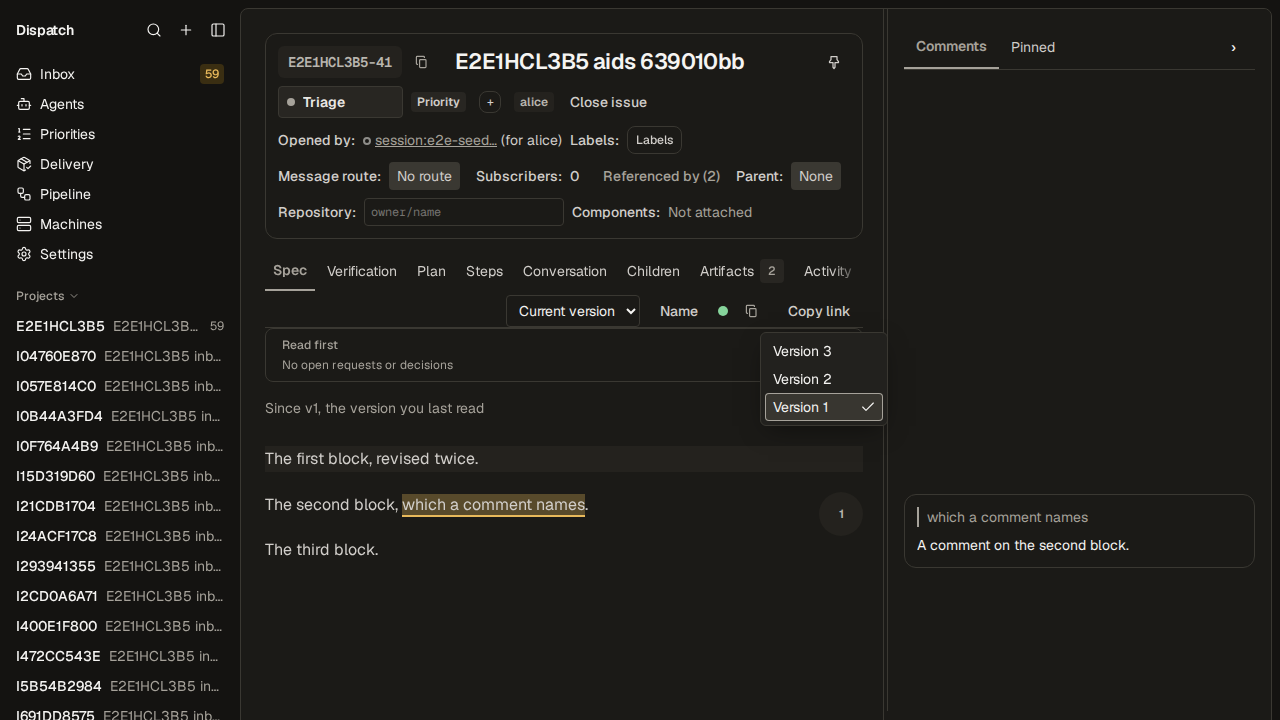 Dispatch
Inbox 59
Agents
Priorities
Delivery
Pipeline
Machines
Settings
Projects
E2E1HCL3B5 E2E1HCL3B... 59
I04760E870 E2E1HCL3B5 inb...
I057E814C0 E2E1HCL3B5 inb...
I0B44A3FD4 E2E1HCL3B5 in...
I0F764A4B9 E2E1HCL3B5 inb...
I15D319D60 E2E1HCL3B5 inb...
I21CDB1704 E2E1HCL3B5 inb...
I24ACF17C8 E2E1HCL3B5 inb...
I293941355 E2E1HCL3B5 inb...
I2CD0A6A71 E2E1HCL3B5 inb...
I400E1F800 E2E1HCL3B5 inb...
I472CC543E E2E1HCL3B5 in...
I5B54B2984 E2E1HCL3B5 in...
I691DD8575 E2E1HCL3B5 inb...
E2E1HCL3B5-41 E2E1HCL3B5 aids 639010bb
Triage Priority + alice Close issue
Opened by: session:e2e-seed... (for alice) Labels: Labels
Message route: No route Subscribers: 0 Referenced by (2) Parent: None
Repository: owner/name Components: Not attached
Spec Verification Plan Steps Conversation Children Artifacts 2 Activity
Current version Name Copy link
Read first
No open requests or decisions
Version 3
Version 2
Version 1
Since v1, the version you last read
The first block, revised twice.
The second block, which a comment names.
1
The third block.
Comments Pinned ›
which a comment names
A comment on the second block.